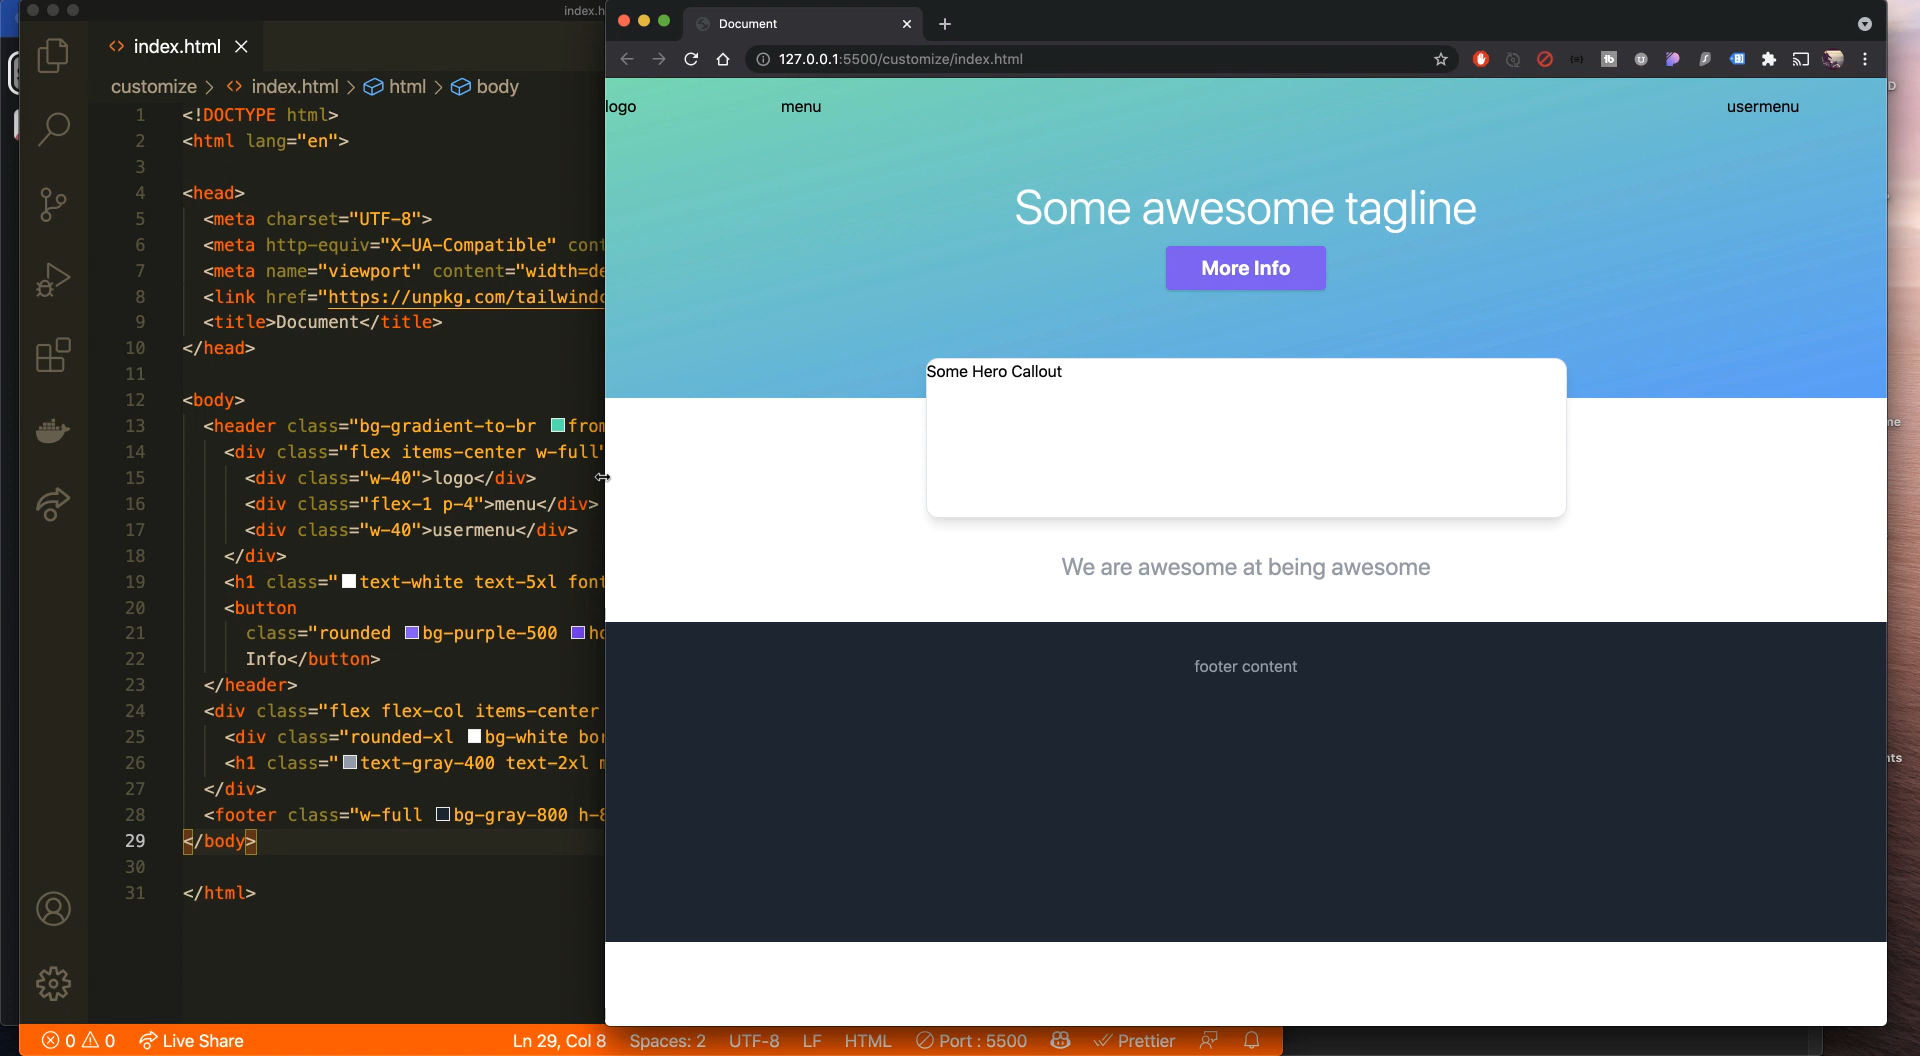 index.h
index.html
customize > index.html > html > body
1 <!DOCTYPE html>
2 <html lang="en">
3
4 <head>
5 <meta charset="UTF-8">
6 <meta http-equiv="X-UA-Compatible" cont
7 <meta name="viewport" content="width=de
8 <link href="https://unpkg.com/tailwindc
9 <title>Document</title>
10 </head>
11
12 <body>
13 <header class="bg-gradient-to-br from
14 <div class="flex items-center w-full"
15 <div class="w-40">logo</div>
16 <div class="flex-1 p-4">menu</div>
17 <div class="w-40">usermenu</div>
18 </div>
19 <h1 class="text-white text-5xl font
20 <button
21 class="rounded bg-purple-500 ho
22 Info</button>
23 </header>
24 <div class="flex flex-col items-center
25 <div class="rounded-xl bg-white bor
26 <h1 class="text-gray-400 text-2xl m
27 </div>
28 <footer class="w-full bg-gray-800 h-8
29 </body>
30
31 </html>
0 0 Live Share Ln 29, Col 8 Spaces: 2 UTF-8 LF HTML Port : 5500 Prettier
Document
127.0.0.1:5500/customize/index.html
logo menu usermenu
Some awesome tagline
More Info
Some Hero Callout
We are awesome at being awesome
footer content